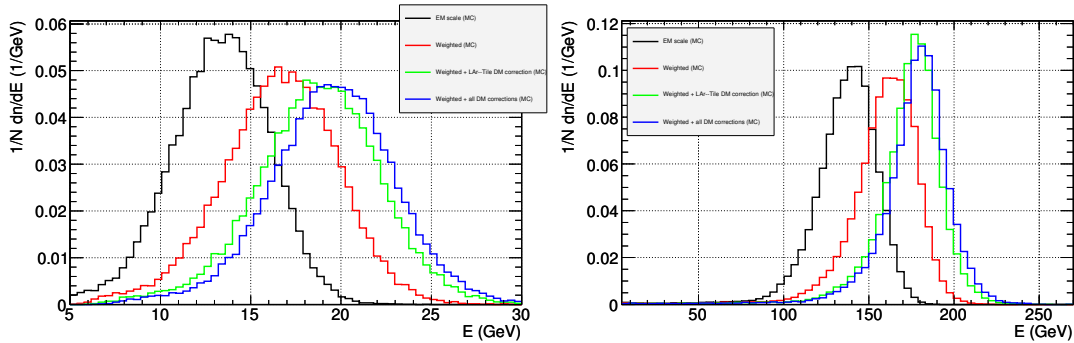 1/N dn/dE (1/GeV)
0.06
0.05
0.04
0.03
0.02
0.01
0
5
10
15
20
25
30
E (GeV)
EM scale (MC)
Weighted (MC)
Weighted + LAr-Tile DM correction (MC)
Weighted + all DM corrections (MC)
1/N dn/dE (1/GeV)
0.12
0.1
0.08
0.06
0.04
0.02
0
50
100
150
200
250
E (GeV)
EM scale (MC)
Weighted (MC)
Weighted + LAr-Tile DM correction (MC)
Weighted + all DM corrections (MC)